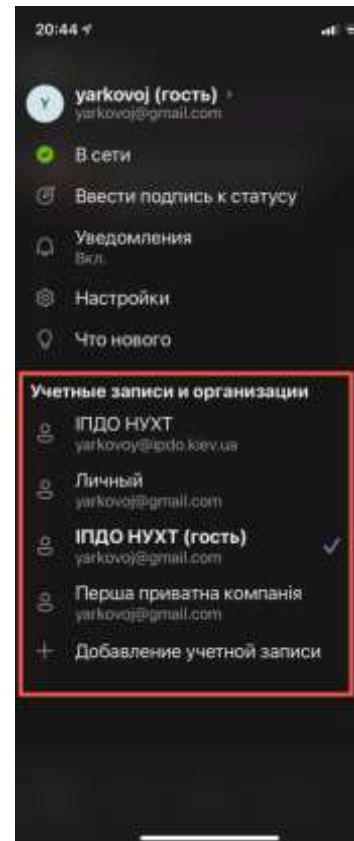 20:44
Y
yarkovoj (гость)
yarkovoj@gmail.com
В сети
Ввести подпись к статусу
Уведомления
Вкл.
Настройки
Что нового
Учетные записи и организации
ІПДО НУХТ
yarkovoy@ipdo.kiev.ua
Личный
yarkovoj@gmail.com
ІПДО НУХТ (гость)
yarkovoj@gmail.com
Перша приватна компанія
yarkovoj@gmail.com
Добавление учетной записи